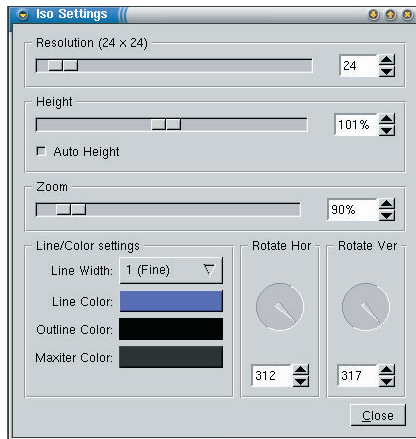 Iso Settings
Resolution (24 x 24)
24
Height
101%
Auto Height
Zoom
90%
Line/Color settings
Line Width: 1 (Fine)
Line Color:
Outline Color:
Maxiter Color:
Rotate Hor
312
Rotate Ver
317
Close